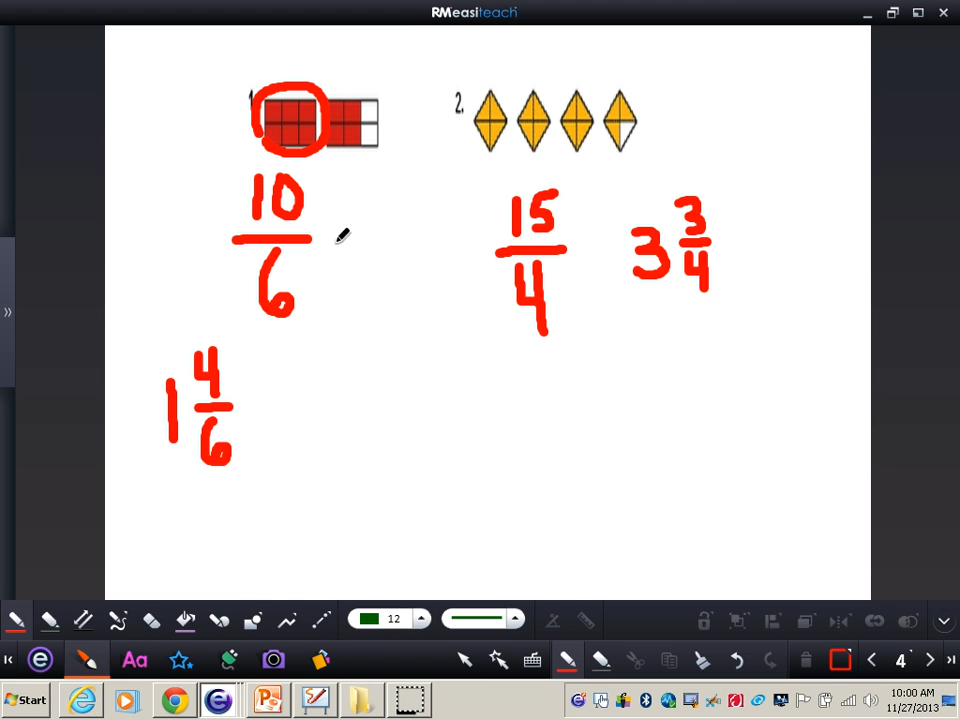 RMeasiteach
1
2.
10
6
15
4
3 3/4
1 4/6
12
Aa
4
Start
10:00 AM
11/27/2013